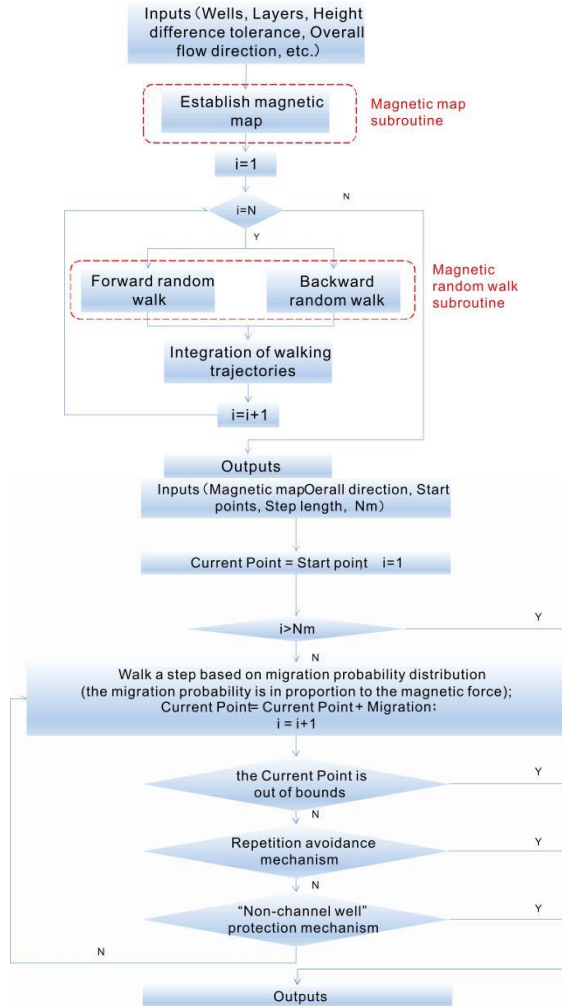 Inputs（Wells, Layers, Height
difference tolerance, Overall
flow direction, etc.）
Establish magnetic
map
Magnetic map
subroutine
i=1
i=N
N
Y
Forward random
walk
Backward
random walk
Magnetic
random walk
subroutine
Integration of walking
trajectories
i=i+1
Outputs
Inputs（Magnetic mapOerall direction, Start
points, Step length, Nm）
Current Point = Start point i=1
i>Nm
Y
N
Walk a step based on migration probability distribution
(the migration probability is in proportion to the magnetic force);
Current Point= Current Point + Migration;
i = i+1
the Current Point is
out of bounds
Y
N
Repetition avoidance
mechanism
Y
N
“Non-channel well”
protection mechanism
Y
N
Outputs